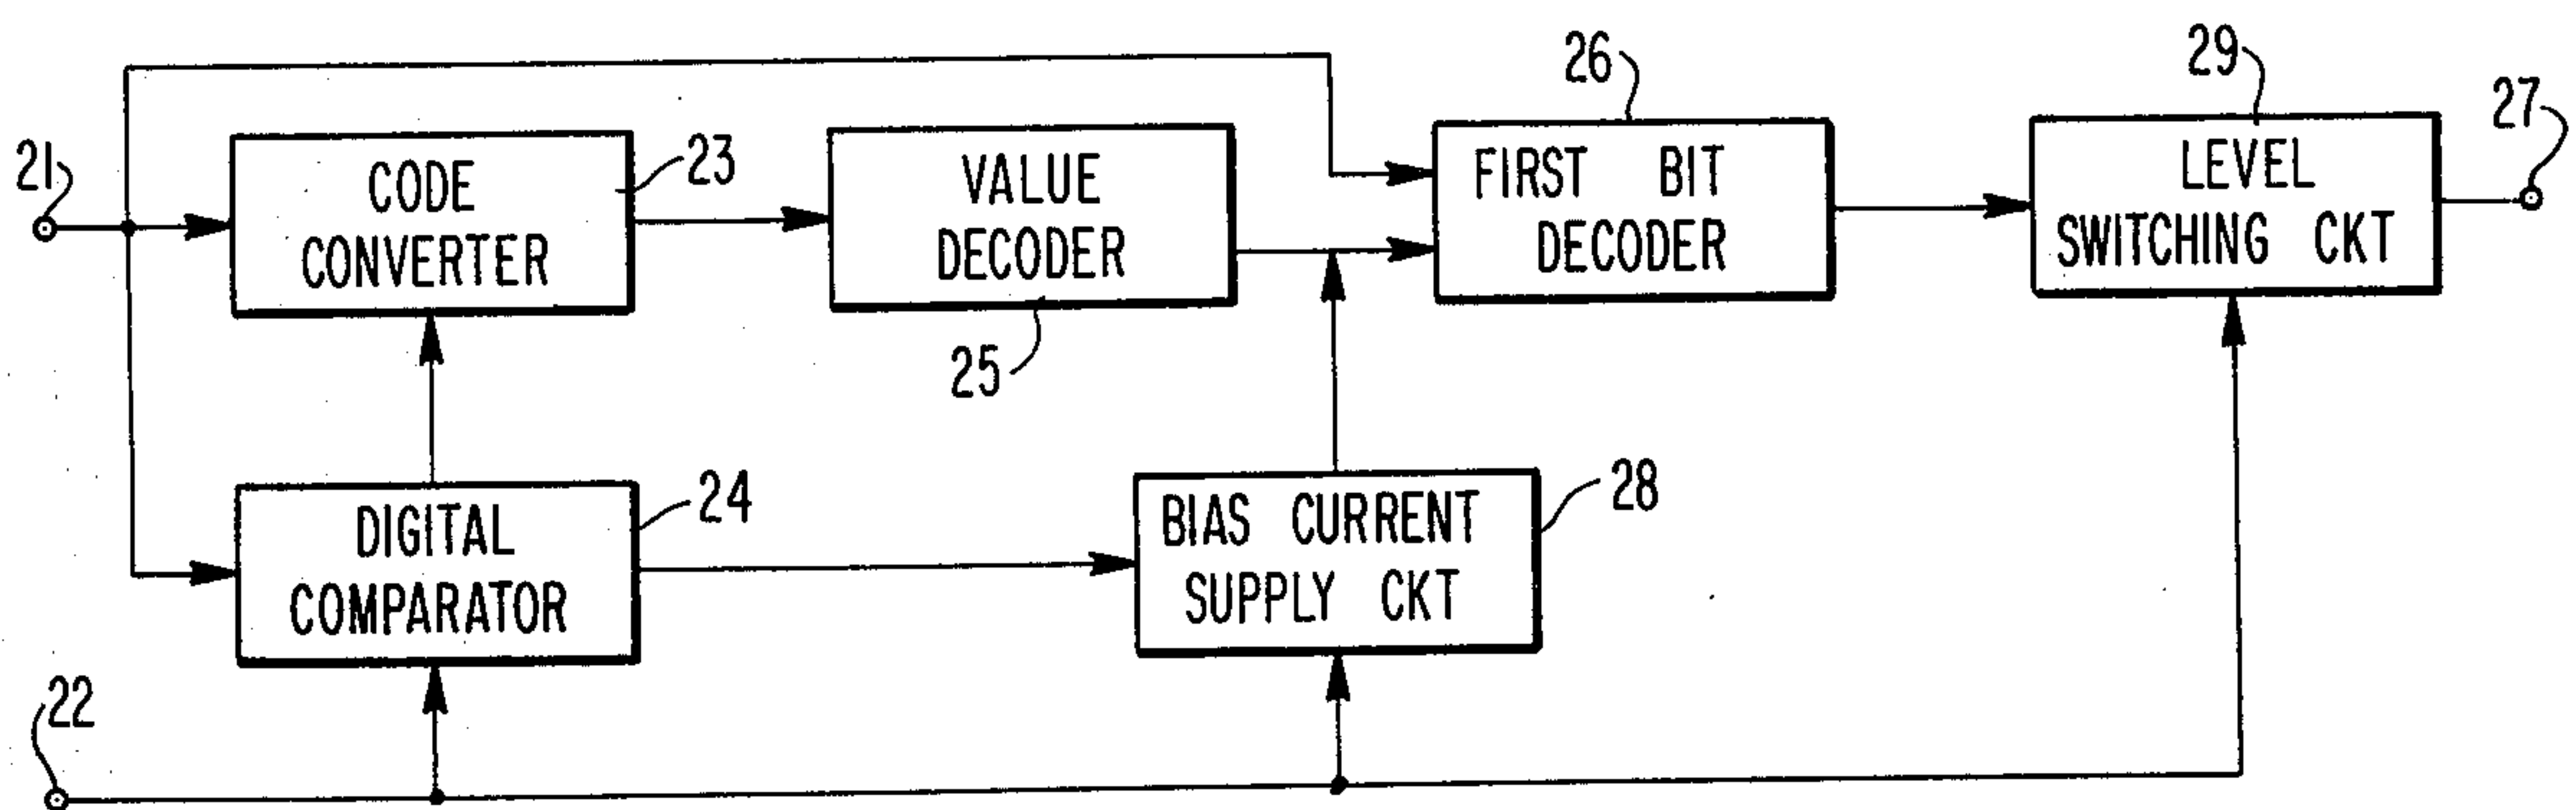 29
26
27
21
CODE
CONVERTER
23
VALUE
DECODER
FIRST BIT
DECODER
LEVEL
SWITCHING CKT
25
DIGITAL
COMPARATOR
24
BIAS CURRENT
SUPPLY CKT
28
22